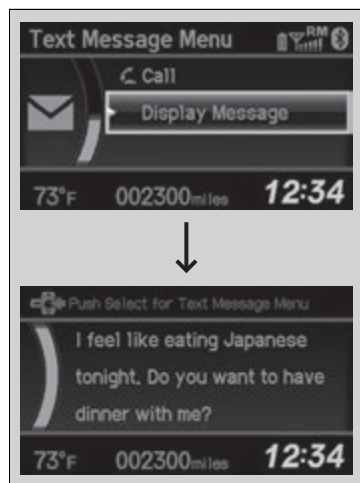 Text Message Menu RM
Call
Display Message
73°F 002300miles 12:34
Push Select for Text Message Menu
I feel like eating Japanese
tonight. Do you want to have
dinner with me?
73°F 002300miles 12:34